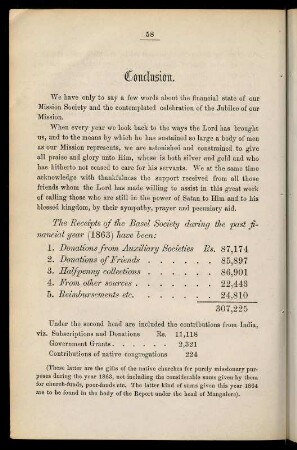 58
Conclusion.
We have only to say a few words about the financial state of our
Mission Society and the contemplated celebration of the Jubilee of our
Mission.
When every year we look back to the ways the Lord has brought
us, and to the means by which he has sustained so large a body of men
as our Mission represents, we are astonished and constrained to give
all praise and glory unto Him, whose is both silver and gold and who
has hitherto not ceased to care for his servants. We at the same time
acknowledge with thankfulness the support received from all those
friends whom the Lord has made willing to assist in this great work
of calling those who are still in the power of Satan to Him and to his
blessed kingdom, by their sympathy, prayer and pecuniary aid.
The Receipts of the Basel Society during the past fi-
nancial year (1863) have been:
1. Donations from Auxiliary Societies Rs. 87,174
2. Donations of Friends . . . . . . 85,897
3. Halfpenny collections . . . . . . 86,901
4. From other sources . . . . . . . 22,443
5. Reimbursements etc. . . . . . . . 24,810
307,225
Under the second head are included the contributions from India,
viz. Subscriptions and Donations Rs. 11,118
Government Grants . . . . 2,321
Contributions of native congregations 224
(These latter are the gifts of the native churches for purely missionary pur-
poses during the year 1863, not including the considerable sums given by them
for church-funds, poor-funds etc. The latter kind of sums given this year 1864
are to be found in the body of the Report under the head of Mangalore).